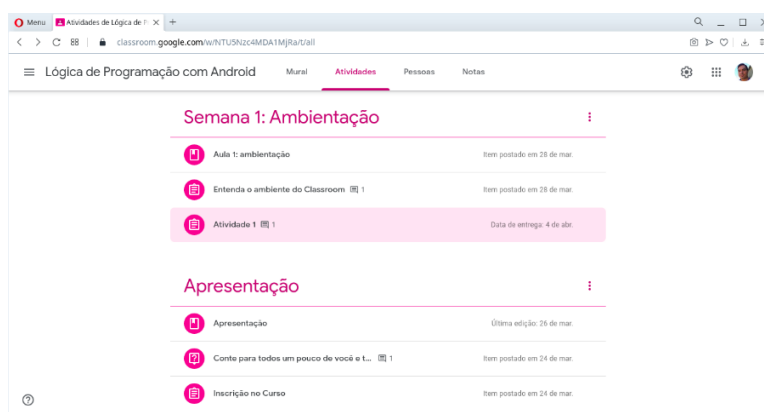 Menu Atividades de Lógica de P
classroom.google.com/w/NTU5Nzc4MDA1MjRa/t/all
Lógica de Programação com Android Mural Atividades Pessoas Notas
Semana 1: Ambientação
Aula 1: ambientação Item postado em 28 de mar.
Entenda o ambiente do Classroom 1 Item postado em 28 de mar.
Atividade 1 1 Data de entrega: 4 de abr.
Apresentação
Apresentação Última edição: 26 de mar.
Conte para todos um pouco de você e t... 1 Item postado em 24 de mar.
Inscrição no Curso Item postado em 24 de mar.